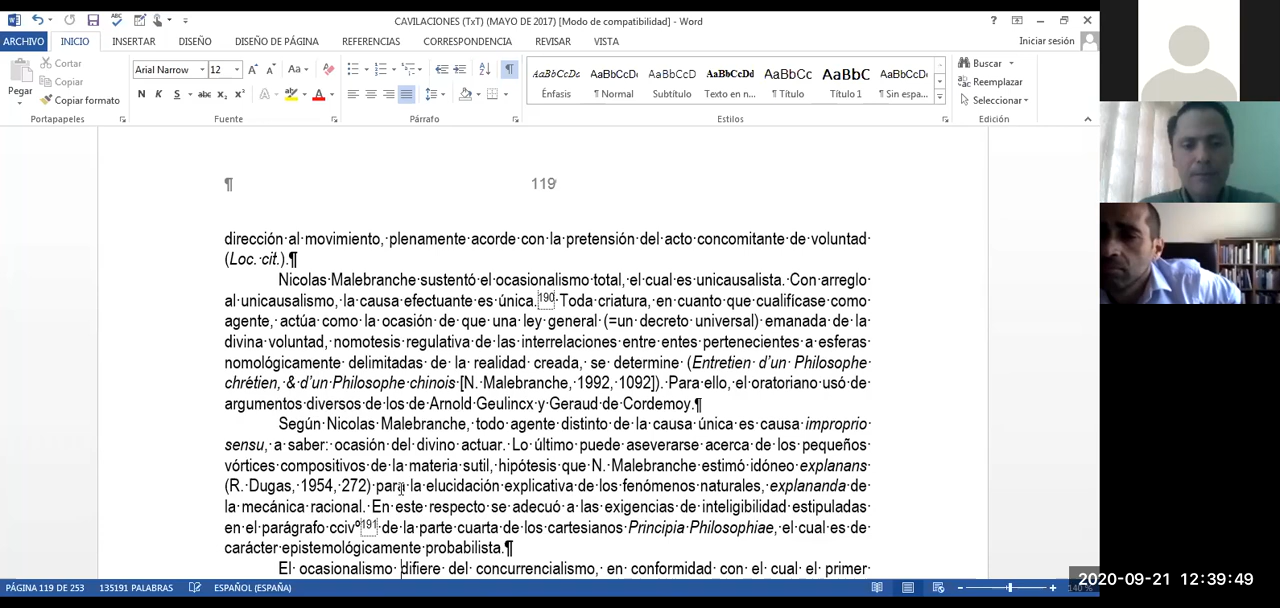 CAVILACIONES (TxT) (MAYO DE 2017) [Modo de compatibilidad] - Word
ARCHIVO INICIO INSERTAR DISEÑO DISEÑO DE PÁGINA REFERENCIAS CORRESPONDENCIA REVISAR VISTA Iniciar sesión
Pegar
Cortar
Copiar
Copiar formato
Portapapeles
Arial Narrow 12
Fuente
Párrafo
AaBbCcDc AaBbCcDc AaBbCcD AaBbCcDd AaBbCc AaBbC AaBbCcDc
Énfasis ¶ Normal Subtítulo Texto en n... ¶ Título Título 1 ¶ Sin espa...
Estilos
Buscar
Reemplazar
Seleccionar
Edición
¶ 119
dirección al movimiento, plenamente acorde con la pretensión del acto concomitante de voluntad
(Loc. cit.).¶
Nicolas Malebranche sustentó el ocasionalismo total, el cual es unicausalista. Con arreglo
al unicausalismo, la causa efectuante es única.190 Toda criatura, en cuanto que cualifícase como
agente, actúa como la ocasión de que una ley general (=un decreto universal) emanada de la
divina voluntad, nomotesis regulativa de las interrelaciones entre entes pertenecientes a esferas
nomológicamente delimitadas de la realidad creada, se determine (Entretien d'un Philosophe
chrétien, & d'un Philosophe chinois [N. Malebranche, 1992, 1092]). Para ello, el oratoriano usó de
argumentos diversos de los de Arnold Geulincx y Geraud de Cordemoy.¶
Según Nicolas Malebranche, todo agente distinto de la causa única es causa improprio
sensu, a saber: ocasión del divino actuar. Lo último puede aseverarse acerca de los pequeños
vórtices compositivos de la materia sutil, hipótesis que N. Malebranche estimó idóneo explanans
(R. Dugas, 1954, 272) para la elucidación explicativa de los fenómenos naturales, explananda de
la mecánica racional. En este respecto se adecuó a las exigencias de inteligibilidad estipuladas
en el parágrafo ccivº191 de la parte cuarta de los cartesianos Principia Philosophiae, el cual es de
carácter epistemológicamente probabilista.¶
El ocasionalismo difiere del concurrencialismo, en conformidad con el cual el primer
PÁGINA 119 DE 253 135191 PALABRAS ESPAÑOL (ESPAÑA) 140 %
2020-09-21 12:39:49